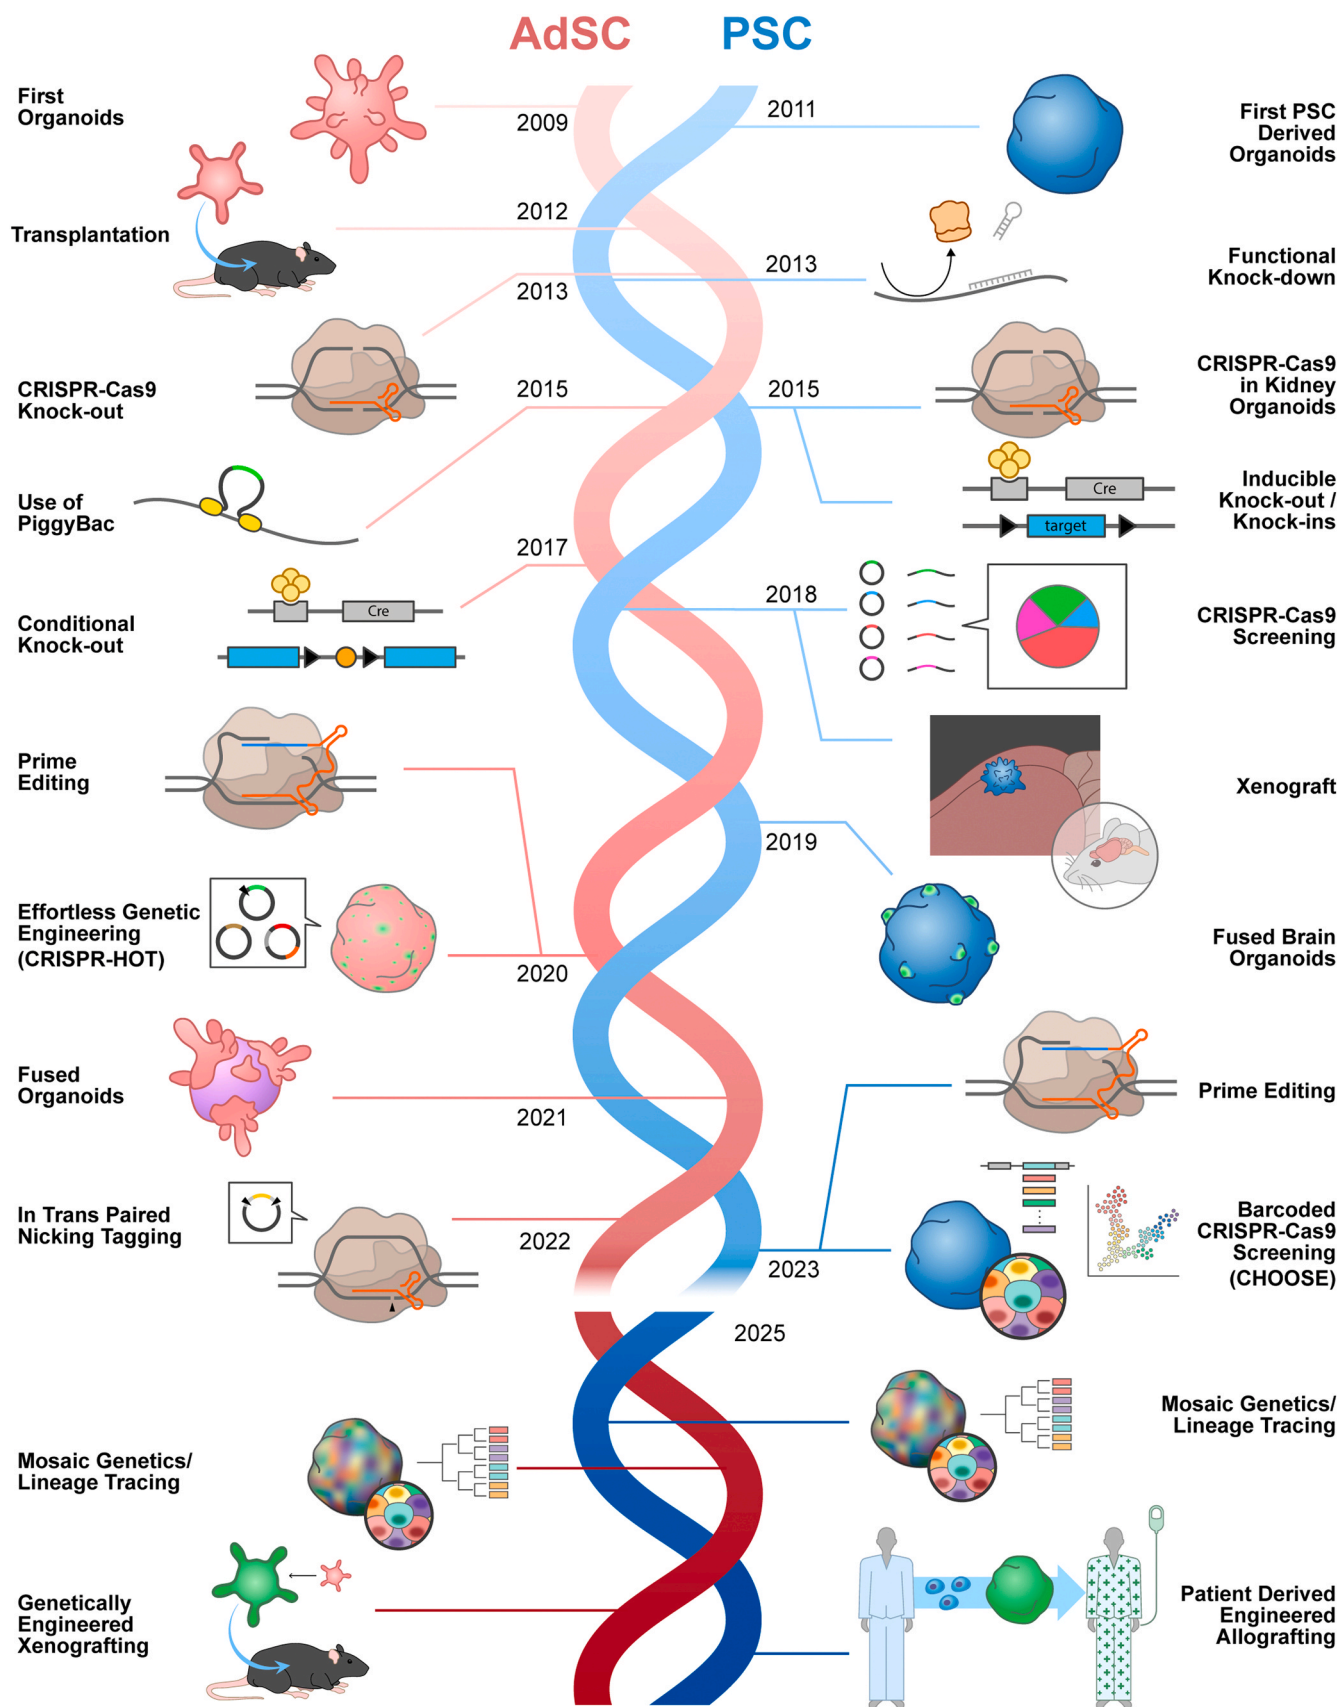 AdSC
PSC
First
Organoids
2009
2011
First PSC
Derived
Organoids
Transplantation
2012
2013
2013
Functional
Knock-down
CRISPR-Cas9
Knock-out
2015
2015
CRISPR-Cas9
in Kidney
Organoids
Use of
PiggyBac
Cre
target
Inducible
Knock-out /
Knock-ins
2017
Conditional
Knock-out
Cre
2018
CRISPR-Cas9
Screening
Prime
Editing
Xenograft
2019
Effortless Genetic
Engineering
(CRISPR-HOT)
2020
Fused Brain
Organoids
Fused
Organoids
2021
Prime Editing
In Trans Paired
Nicking Tagging
2022
2023
Barcoded
CRISPR-Cas9
Screening
(CHOOSE)
2025
Mosaic Genetics/
Lineage Tracing
Mosaic Genetics/
Lineage Tracing
Genetically
Engineered
Xenografting
Patient Derived
Engineered
Allografting